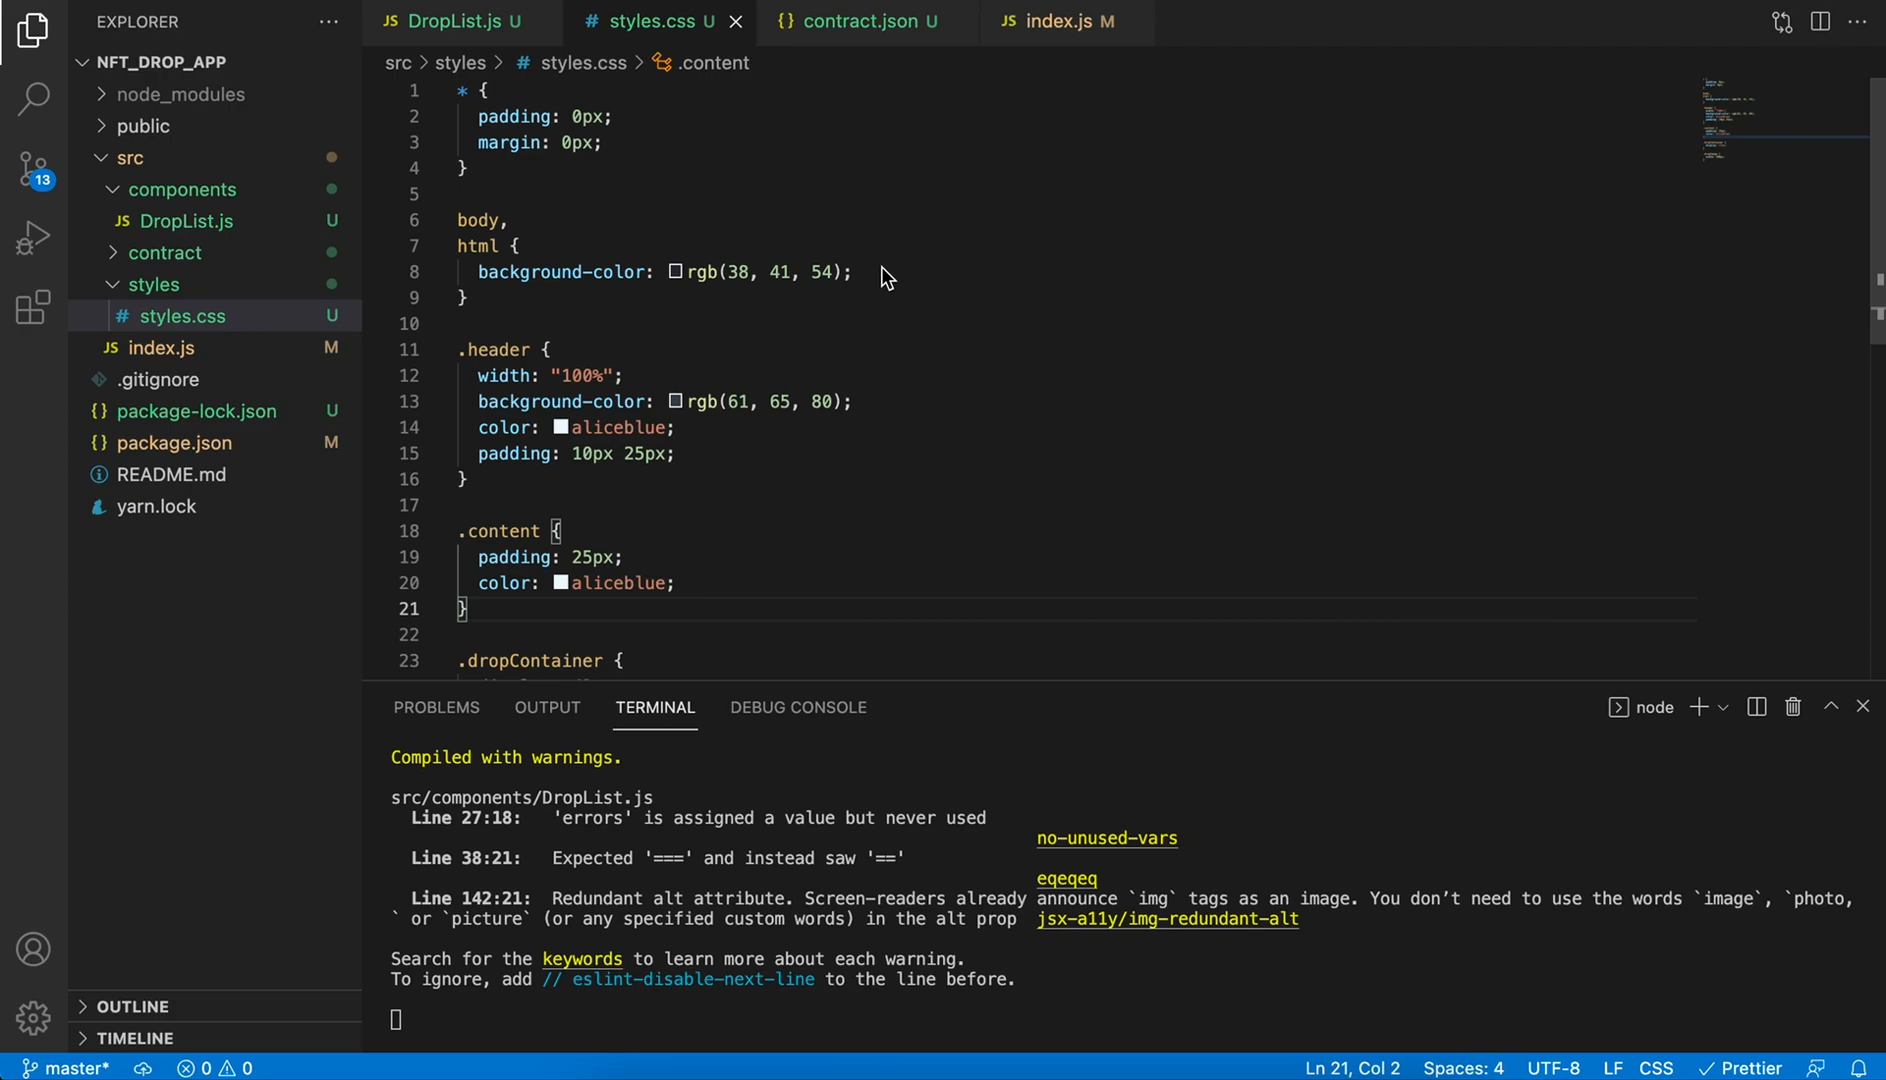 EXPLORER
NFT_DROP_APP
node_modules
public
src
components
JS DropList.js U
contract
styles
# styles.css U
JS index.js M
.gitignore
{} package-lock.json U
{} package.json M
README.md
yarn.lock
OUTLINE
TIMELINE
13
JS DropList.js U
# styles.css U
{} contract.json U
JS index.js M
src > styles > # styles.css > .content
1 * {
2 padding: 0px;
3 margin: 0px;
4 }
5
6 body,
7 html {
8 background-color: rgb(38, 41, 54);
9 }
10
11 .header {
12 width: "100%";
13 background-color: rgb(61, 65, 80);
14 color: aliceblue;
15 padding: 10px 25px;
16 }
17
18 .content {
19 padding: 25px;
20 color: aliceblue;
21 }
22
23 .dropContainer {
PROBLEMS OUTPUT TERMINAL DEBUG CONSOLE
node
Compiled with warnings.
src/components/DropList.js
Line 27:18: 'errors' is assigned a value but never used
no-unused-vars
Line 38:21: Expected '===' and instead saw '=='
eqeqeq
Line 142:21: Redundant alt attribute. Screen-readers already announce `img` tags as an image. You don’t need to use the words `image`, `photo,
` or `picture` (or any specified custom words) in the alt prop jsx-a11y/img-redundant-alt
Search for the keywords to learn more about each warning.
To ignore, add // eslint-disable-next-line to the line before.
master* 0 0 Ln 21, Col 2 Spaces: 4 UTF-8 LF CSS Prettier